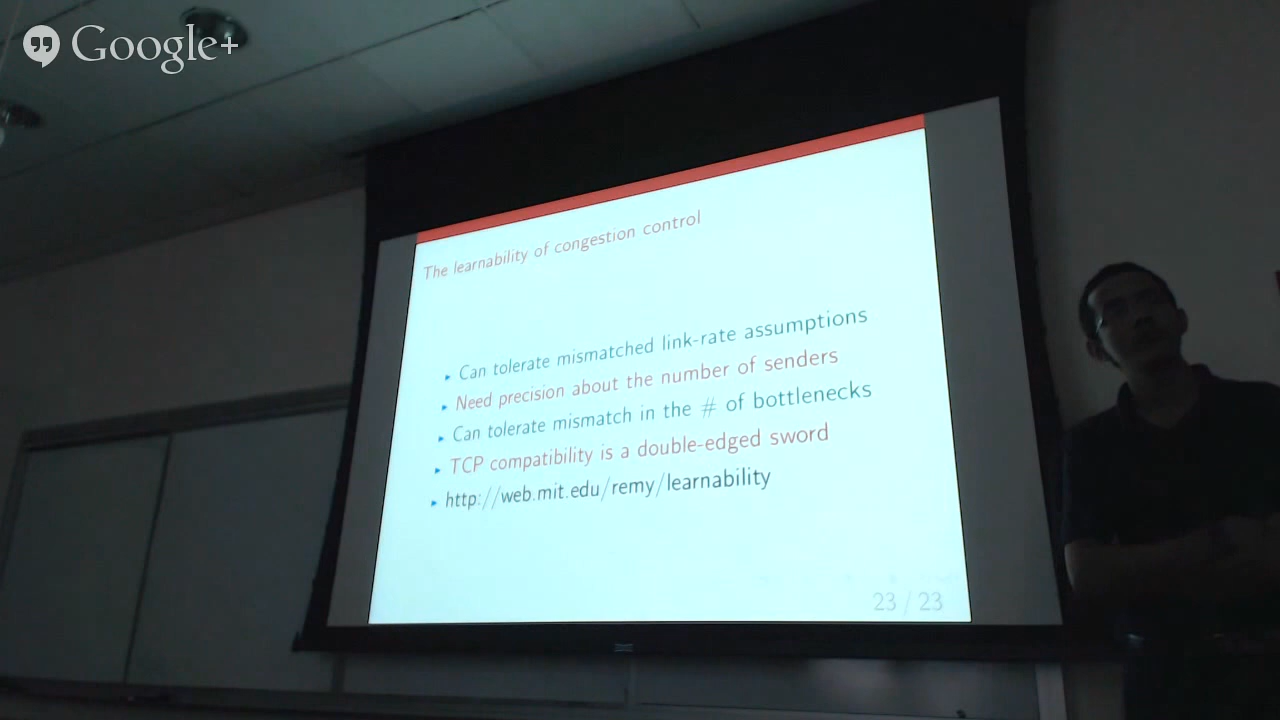 Google+
The learnability of congestion control
Can tolerate mismatched link-rate assumptions
Need precision about the number of senders
Can tolerate mismatch in the # of bottlenecks
TCP compatibility is a double-edged sword
http://web.mit.edu/remy/learnability
23 / 23